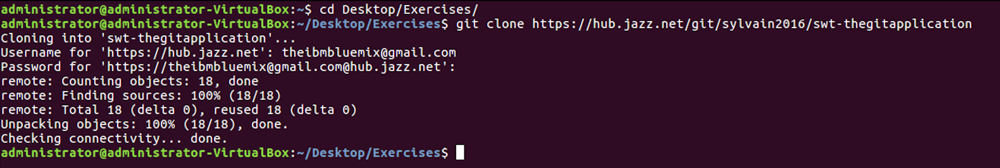 administrator@administrator-VirtualBox:~$ cd Desktop/Exercises/
administrator@administrator-VirtualBox:~/Desktop/Exercises$ git clone https://hub.jazz.net/git/sylvain2016/swt-thegitapplication
Cloning into 'swt-thegitapplication'...
Username for 'https://hub.jazz.net': theibmbluemix@gmail.com
Password for 'https://theibmbluemix@gmail.com@hub.jazz.net':
remote: Counting objects: 18, done
remote: Finding sources: 100% (18/18)
remote: Total 18 (delta 0), reused 18 (delta 0)
Unpacking objects: 100% (18/18), done.
Checking connectivity... done.
administrator@administrator-VirtualBox:~/Desktop/Exercises$